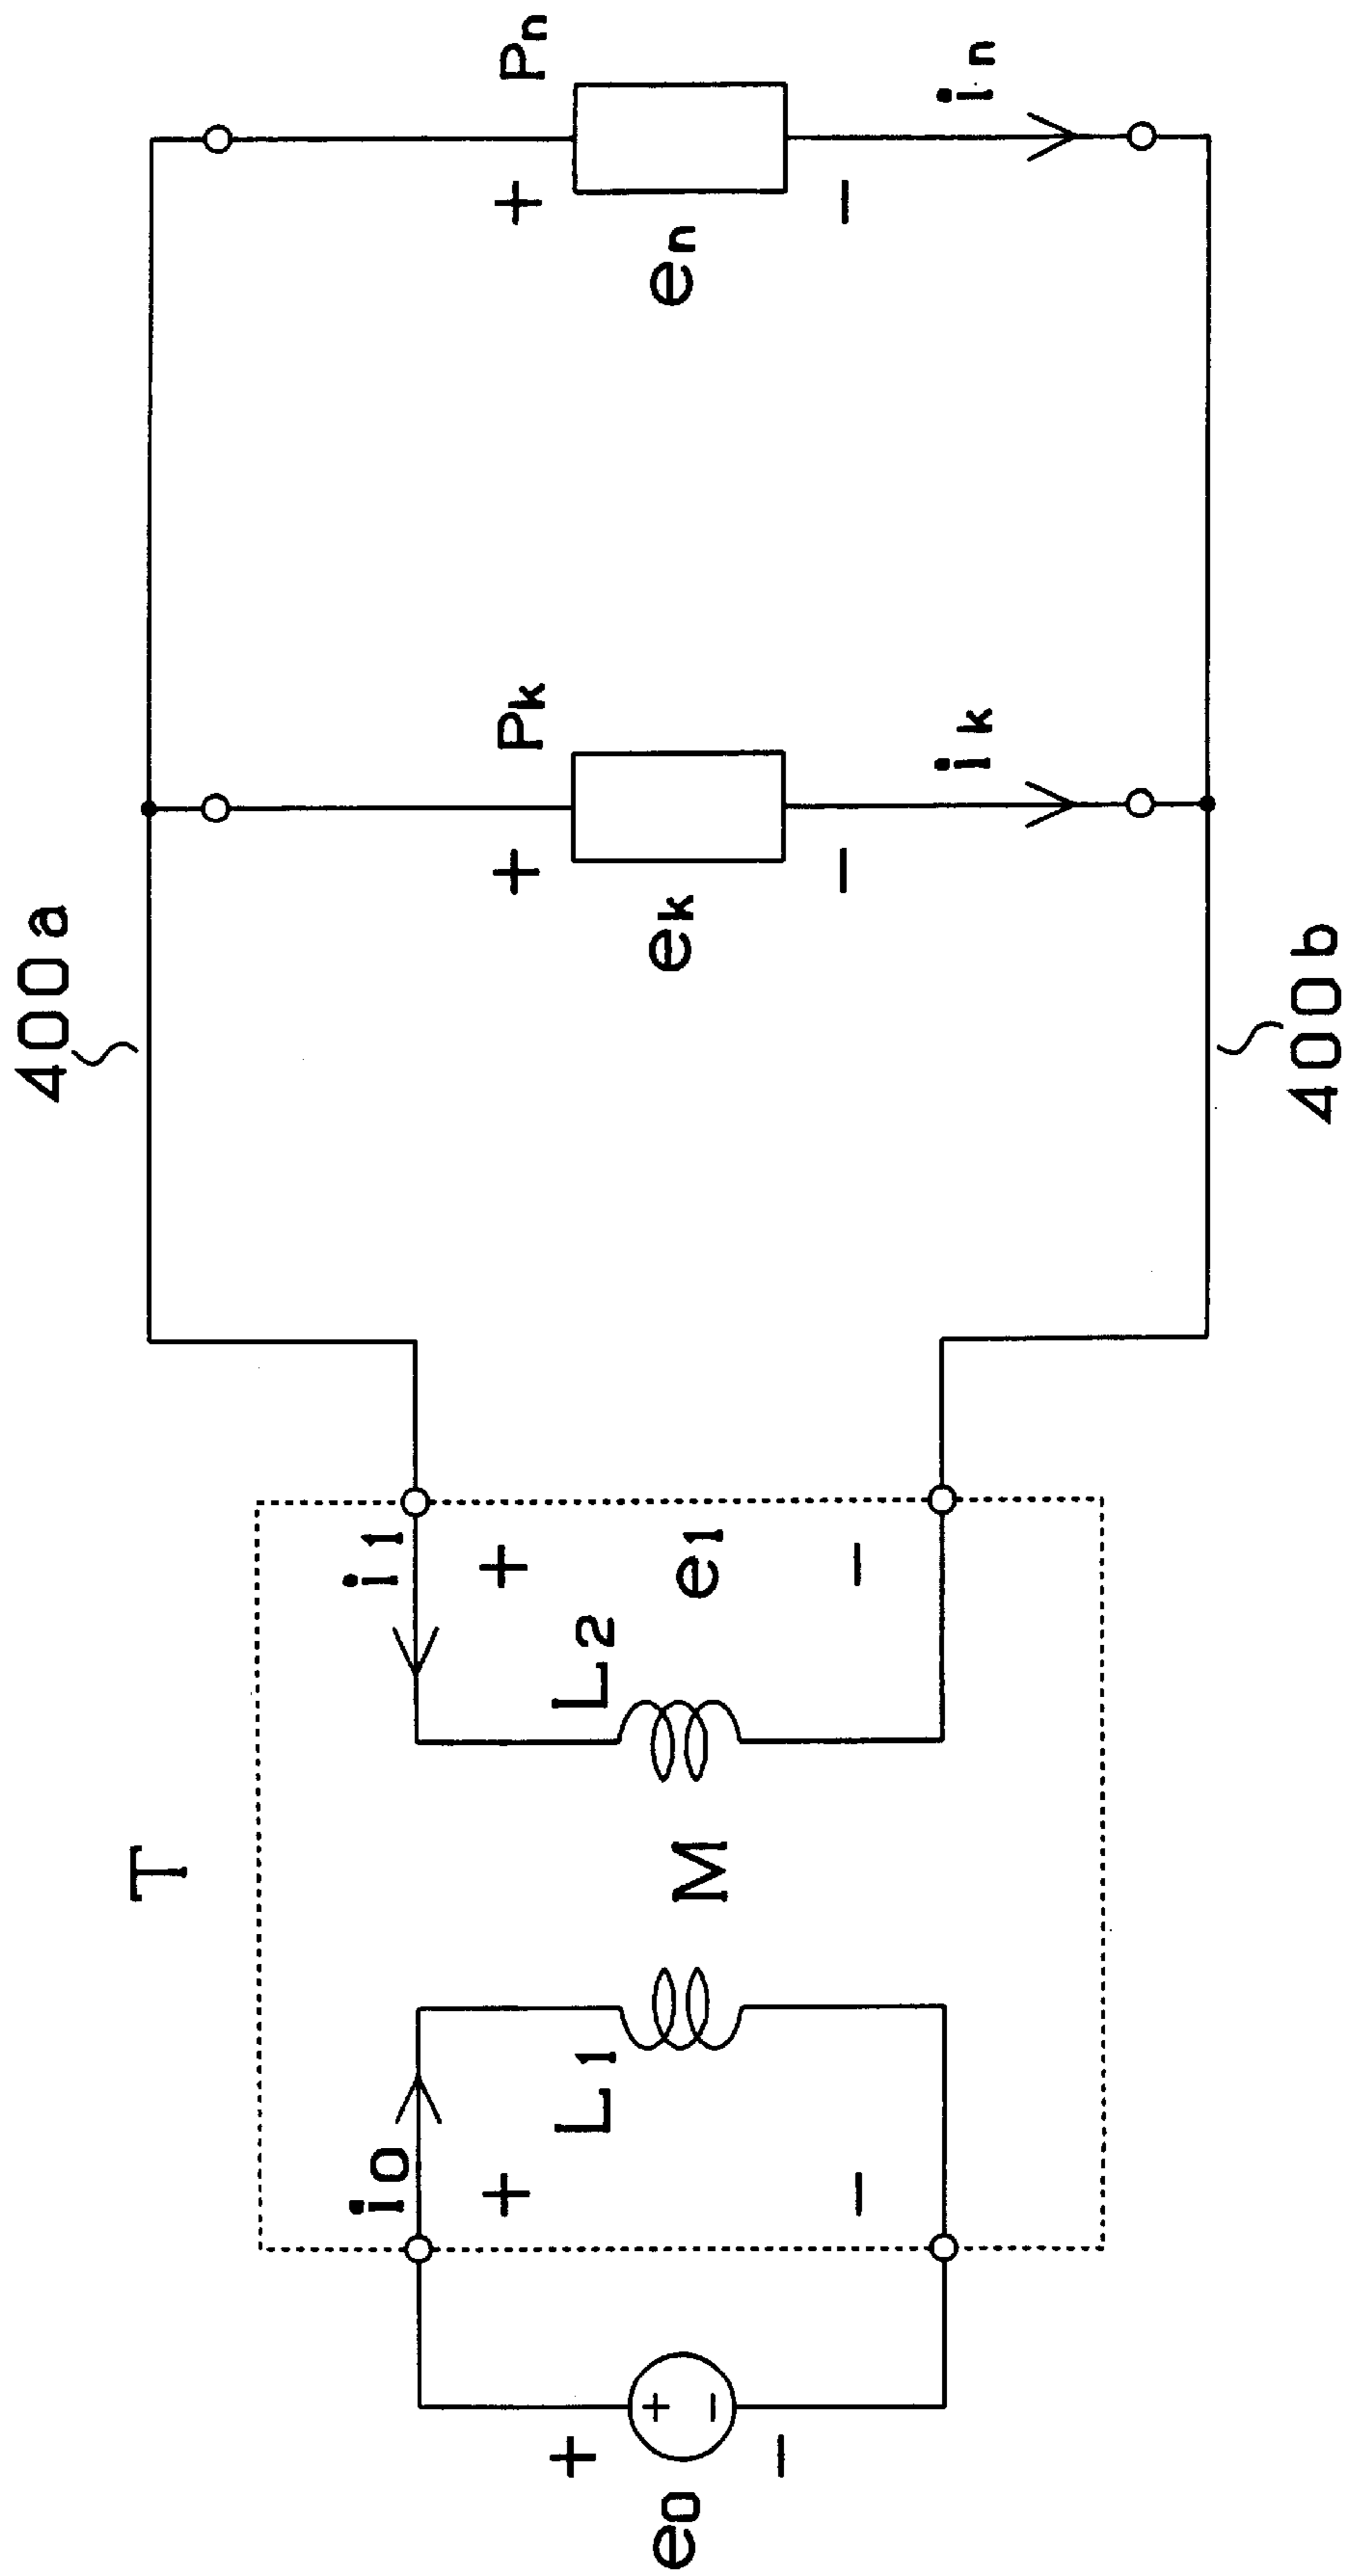 400a
T
i0
i1
+
+
+
+
+
Pk
Pn
L1
L2
e0
+
−
M
e1
ek
en
−
−
−
−
−
ik
in
400b